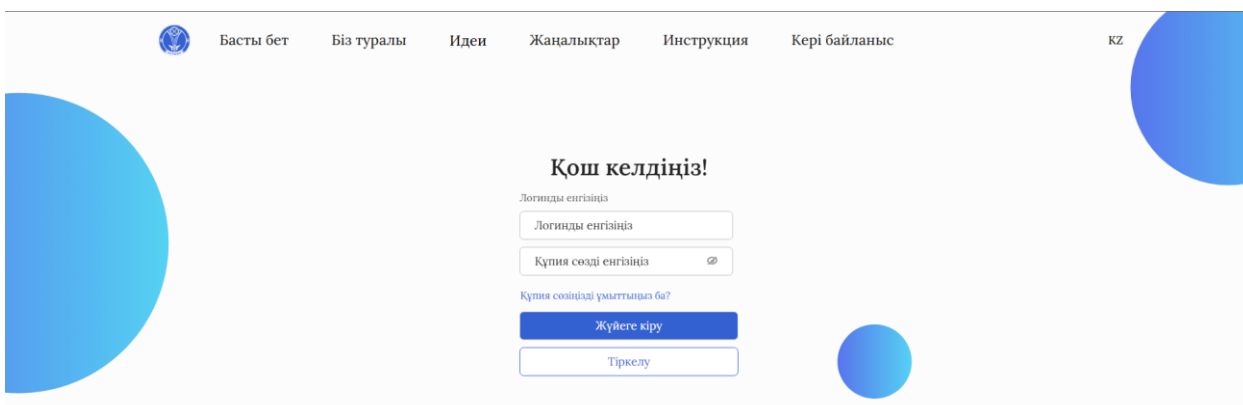 Басты бет Біз туралы Идеи Жаңалықтар Инструкция Кері байланыс KZ
Қош келдіңіз!
Логинды енгізіңіз
Логинды енгізіңіз
Құпия сөзді енгізіңіз
Құпия сөзіңізді ұмыттыңыз ба?
Жүйеге кіру
Тіркелу